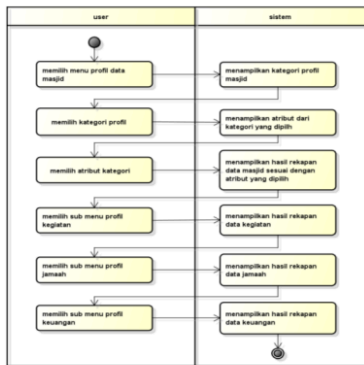 user
sistem
memilih menu profil data
masjid
menampilkan kategori profil
masjid
memilih kategori profil
menampilkan atribut dari
kategori yang dipilh
memilih atribut kategori
menampilkan hasil rekapan
data masjid sesuai dengan
atribut yang dipilih
memilih sub menu profil
kegiatan
menampilkan hasil rekapan
data kegiatan
memilih sub menu profil
jamaah
menampilkan hasil rekapan
data jamaah
memilih sub menu profil
keuangan
menampilkan hasil rekapan
data keuangan